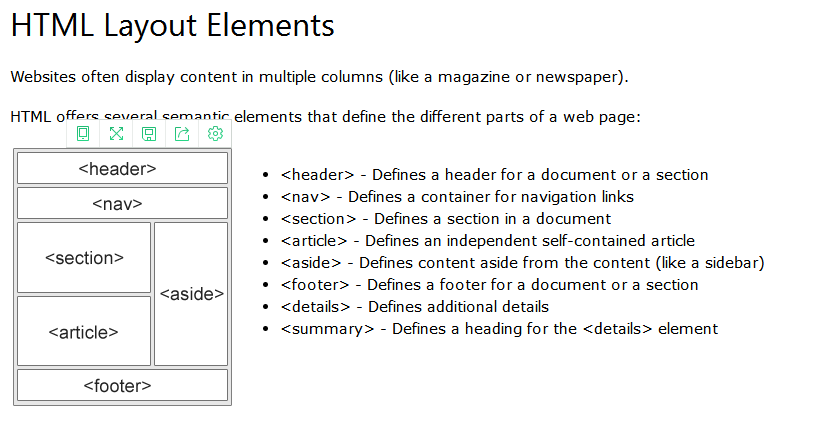 HTML Layout Elements
Websites often display content in multiple columns (like a magazine or newspaper).
HTML offers several semantic elements that define the different parts of a web page:
<header>
<nav>
<section>
<article>
<aside>
<footer>
• <header> - Defines a header for a document or a section
• <nav> - Defines a container for navigation links
• <section> - Defines a section in a document
• <article> - Defines an independent self-contained article
• <aside> - Defines content aside from the content (like a sidebar)
• <footer> - Defines a footer for a document or a section
• <details> - Defines additional details
• <summary> - Defines a heading for the <details> element